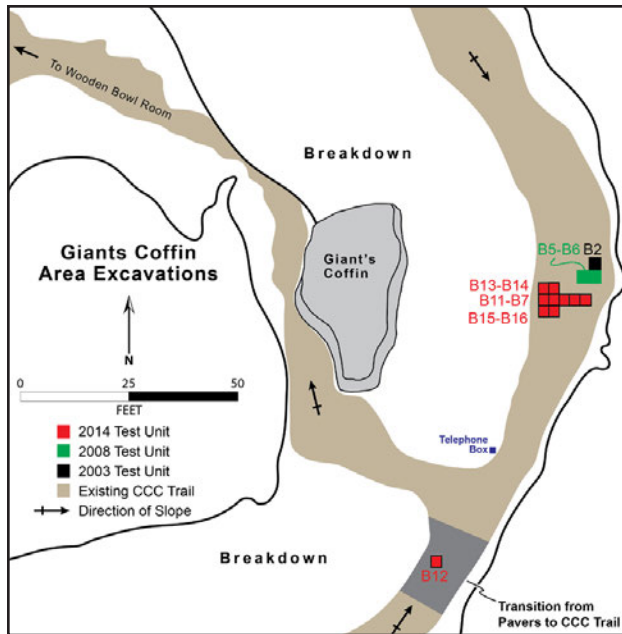 To Wooden Bowl Room
Breakdown
Giants Coffin
Area Excavations
Giant's
Coffin
B5-B6 B2
B13-B14
B11-B7
B15-B16
N
0 25 50
FEET
2014 Test Unit
2008 Test Unit
2003 Test Unit
Existing CCC Trail
Direction of Slope
Telephone
Box
Breakdown
B12
Transition from
Pavers to CCC Trail